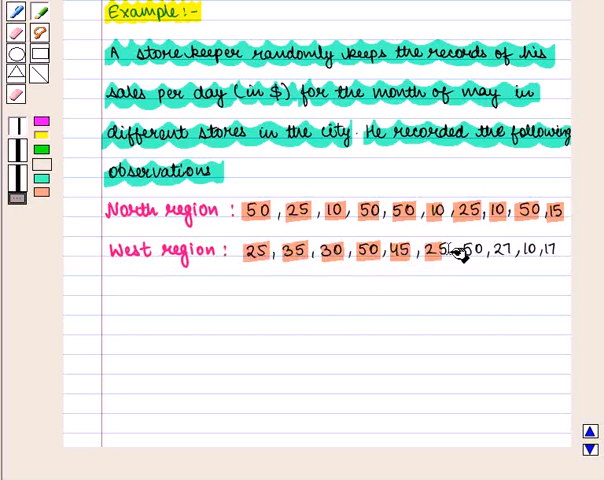 Example :-
A store keeper randomly keeps the records of his
sales per day (in $) for the month of may in
different stores in the city. He recorded the following
observations
North region : 50, 25, 10, 50, 50, 10, 25, 10, 50, 15
West region : 25, 35, 30, 50, 45, 25, 50, 27, 10, 17